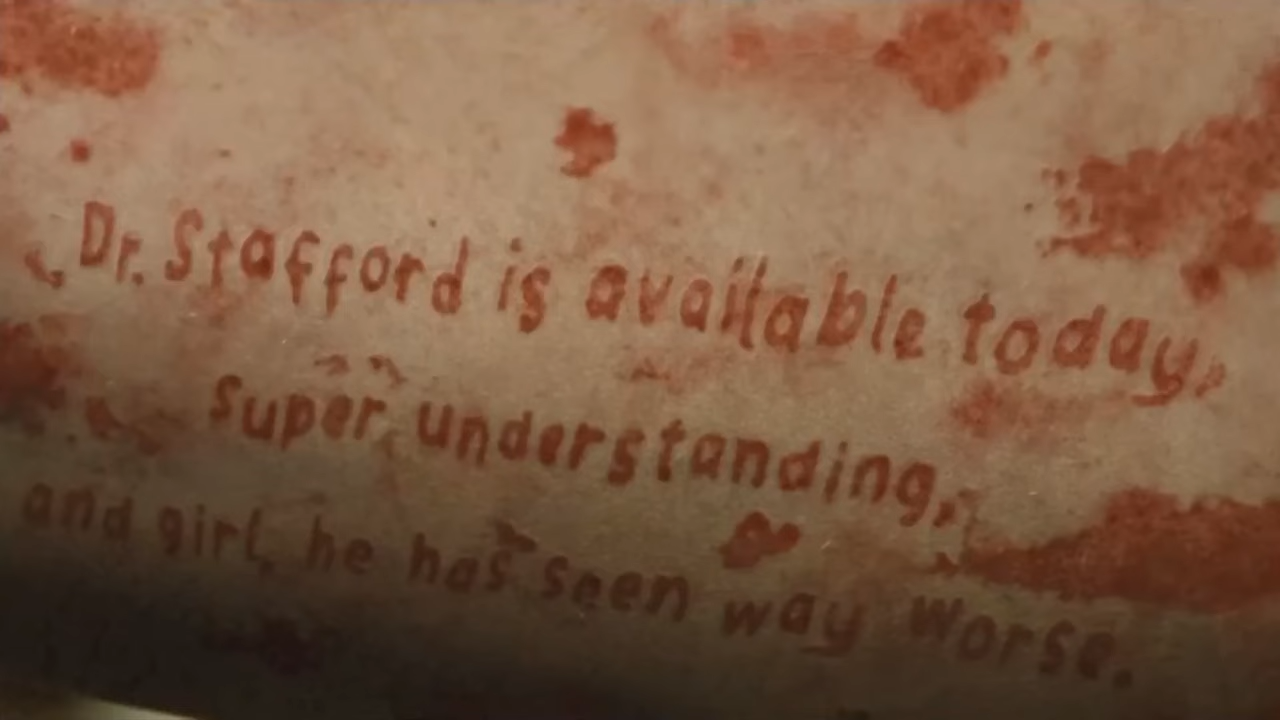 Dr. Stafford is available today,
super understanding,
and girl, he has seen way worse.